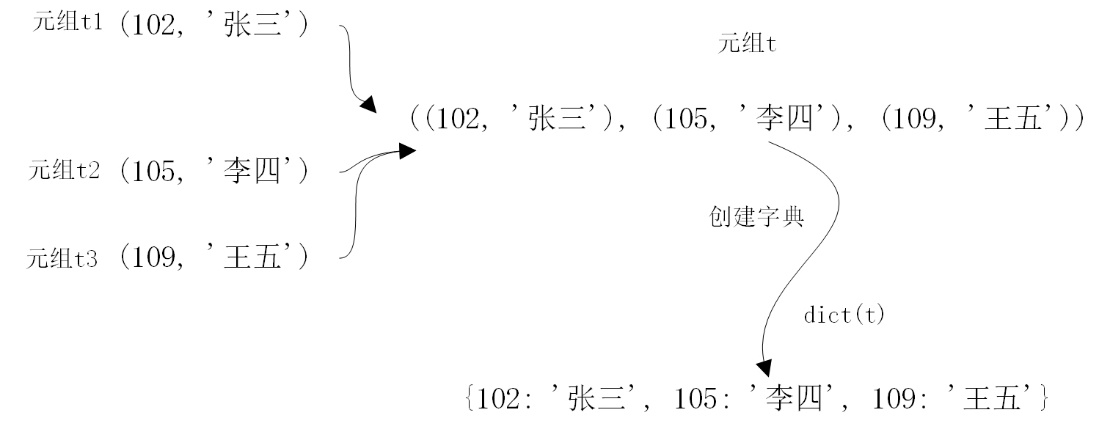 元组t1 (102, '张三')
元组t
((102, '张三'), (105, '李四'), (109, '王五'))
元组t2 (105, '李四')
创建字典
元组t3 (109, '王五')
dict(t)
{102: '张三', 105: '李四', 109: '王五'}